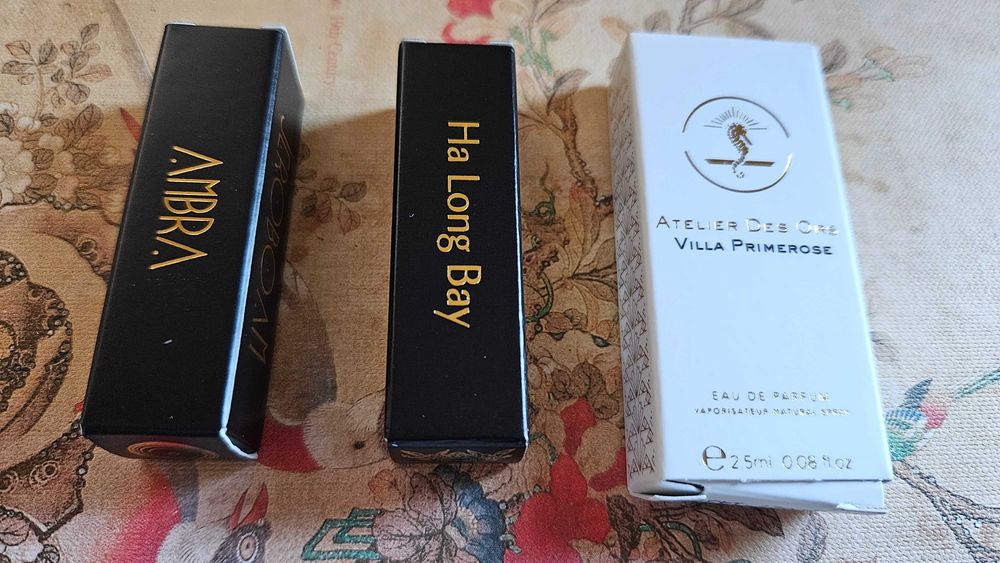 AMBRA
JEROBOAM
Ha Long Bay
ATELIER DES ORS
VILLA PRIMEROSE
EAU DE PARFUM
VAPORISATEUR NATURAL SPRAY
e 2.5ml 0.08 fl.oz